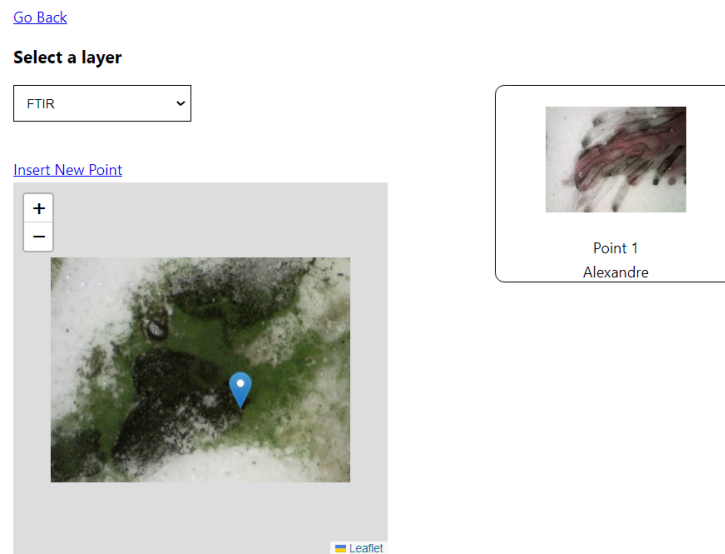 Go Back
Select a layer
FTIR
Insert New Point
+
−
Leaflet
Point 1
Alexandre